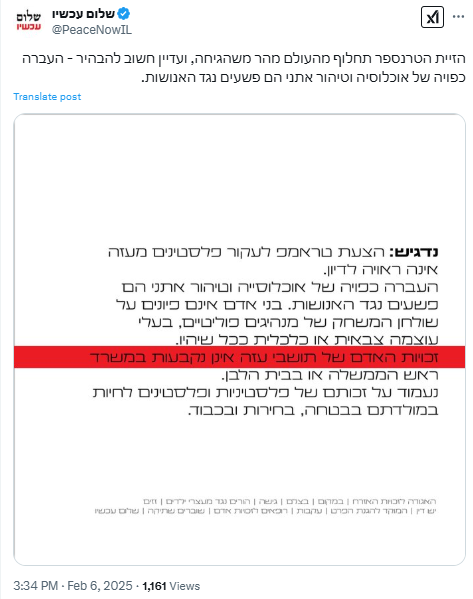 שלום עכשיו
שלום עכשיו
@PeaceNowIL
הזיית הטרנספר תחלוף מהעולם מהר משהגיחה, ועדיין חשוב להבהיר - העברה
כפויה של אוכלוסיה וטיהור אתני הם פשעים נגד האנושות.
Translate post
נדגיש: הצעת טראמפ לעקור פלסטינים מעזה
אינה ראויה לדיון.
העברה כפויה של אוכלוסייה וטיהור אתני הם
פשעים נגד האנושות. בני אדם אינם פיונים על
שולחן המשחק של מנהיגים פוליטיים, בעלי
עוצמה צבאית או כלכלית ככל שיהיו.
זכויות האדם של תושבי עזה אינן נקבעות במשרד
ראש הממשלה או בבית הלבן.
נעמוד על זכותם של פלסטיניות ופלסטינים לחיות
במולדתם בבטחה, בחירות ובכבוד.
האגודה לזכויות האזרח | במקום | בצלם | גישה | הורים נגד מעצרי ילדים | זזים
יש דין | המוקד להגנת הפרט | עקבות | רופאים לזכויות אדם | שוברים שתיקה | שלום עכשיו
3:34 PM · Feb 6, 2025 · 1,161 Views